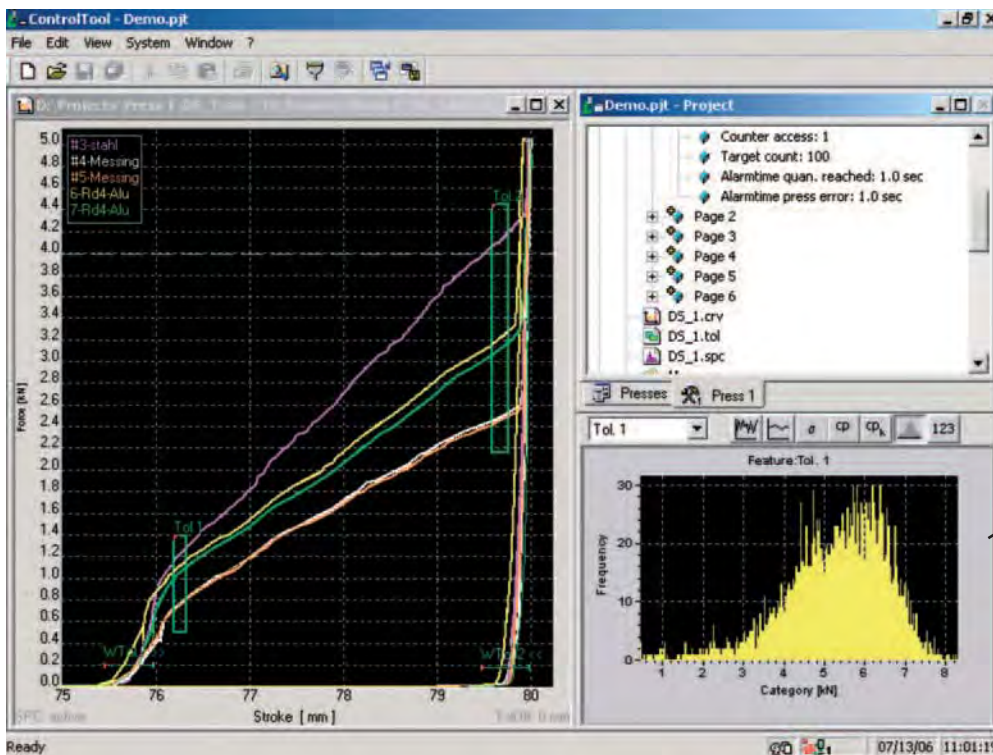 ControlTool - Demo.pjt
File Edit View System Window ?
#3-stahl
#4-Messing
#5-Messing
6-Rd4-Alu
7-Rd4-Alu
Tol.2
Tol.1
5.0
4.8
4.6
4.4
4.2
4.0
3.8
3.6
3.4
3.2
3.0
2.8
2.6
2.4
2.2
2.0
1.8
1.6
1.4
1.2
1.0
0.8
0.6
0.4
0.2
0.0
Force [kN]
75 76 77 78 79 80
Stroke [ mm ]
SPC: active
Demo.pjt - Project
Counter access: 1
Target count: 100
Alarmtime quan. reached: 1.0 sec
Alarmtime press error: 1.0 sec
Page 2
Page 3
Page 4
Page 5
Page 6
DS_1.crv
DS_1.tol
DS_1.spc
Presses Press 1
Tol. 1 σ CP CPk 123
Feature:Tol. 1
30
20
10
0
Frequency
1 2 3 4 5 6 7 8
Category [kN]
Ready 07/13/06